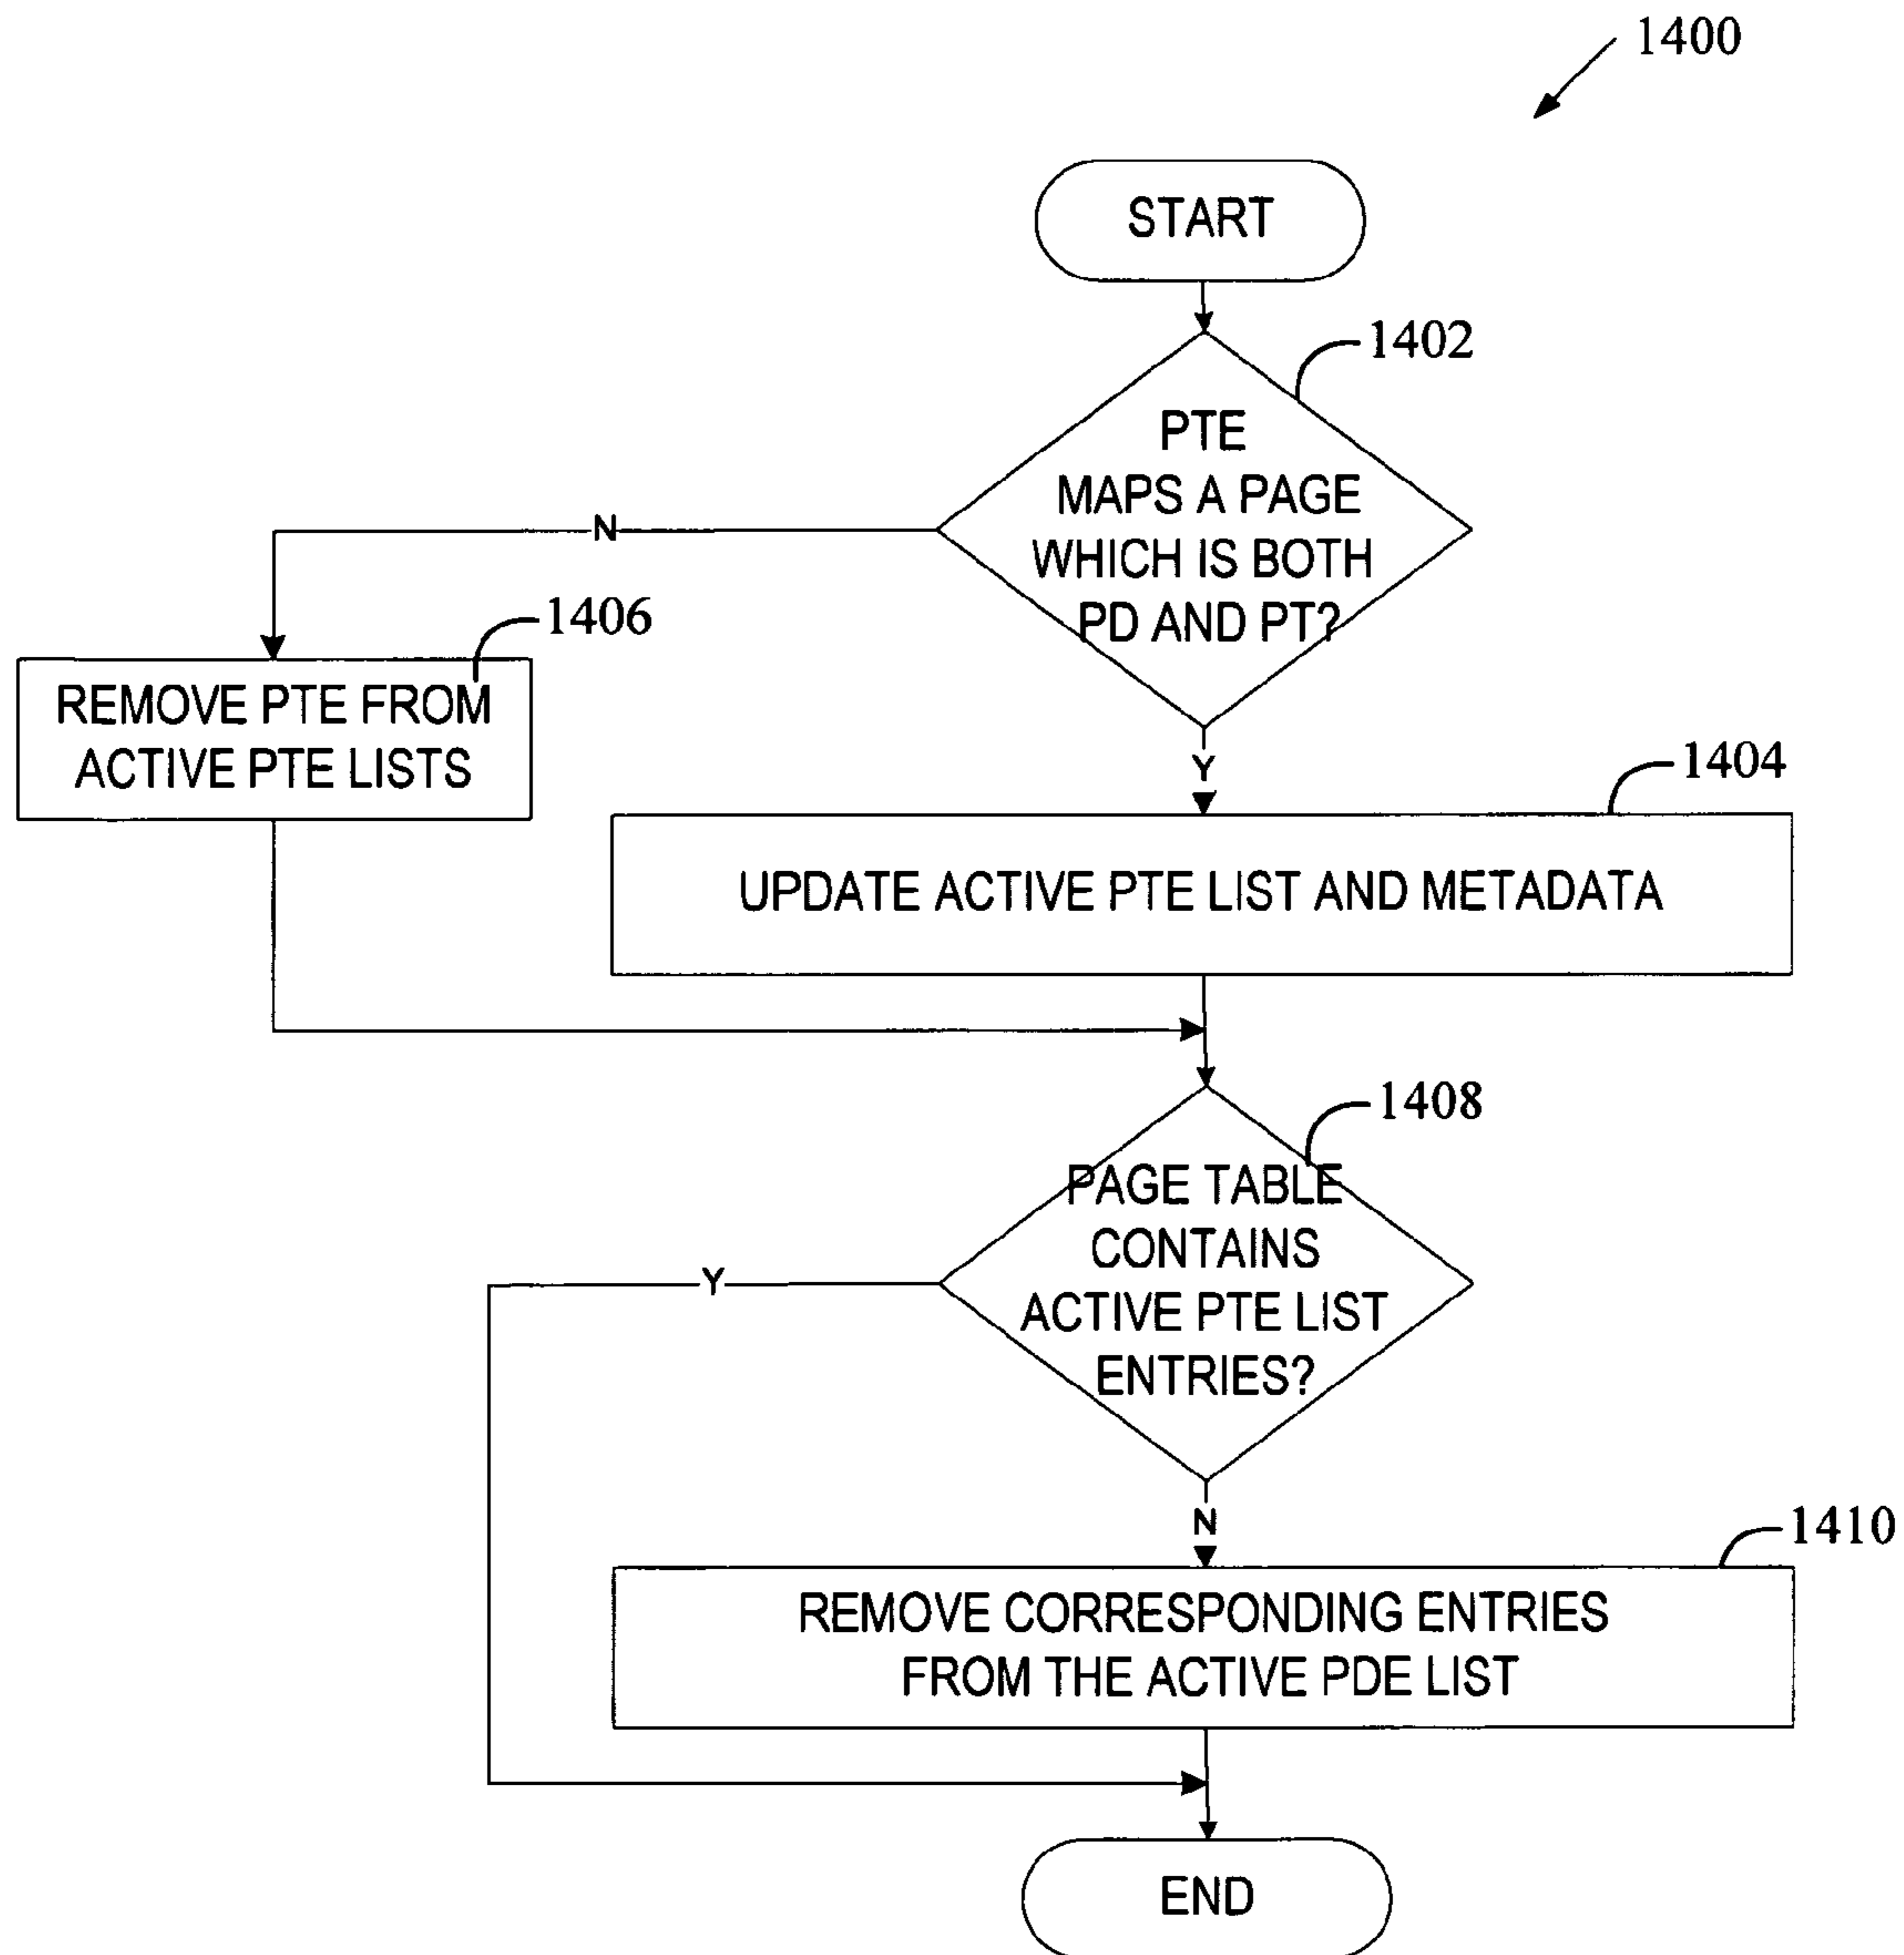 1400
START
1402
PTE
MAPS A PAGE
WHICH IS BOTH
PD AND PT?
N
1406
REMOVE PTE FROM
ACTIVE PTE LISTS
Y
1404
UPDATE ACTIVE PTE LIST AND METADATA
1408
PAGE TABLE
CONTAINS
ACTIVE PTE LIST
ENTRIES?
Y
N
1410
REMOVE CORRESPONDING ENTRIES
FROM THE ACTIVE PDE LIST
END